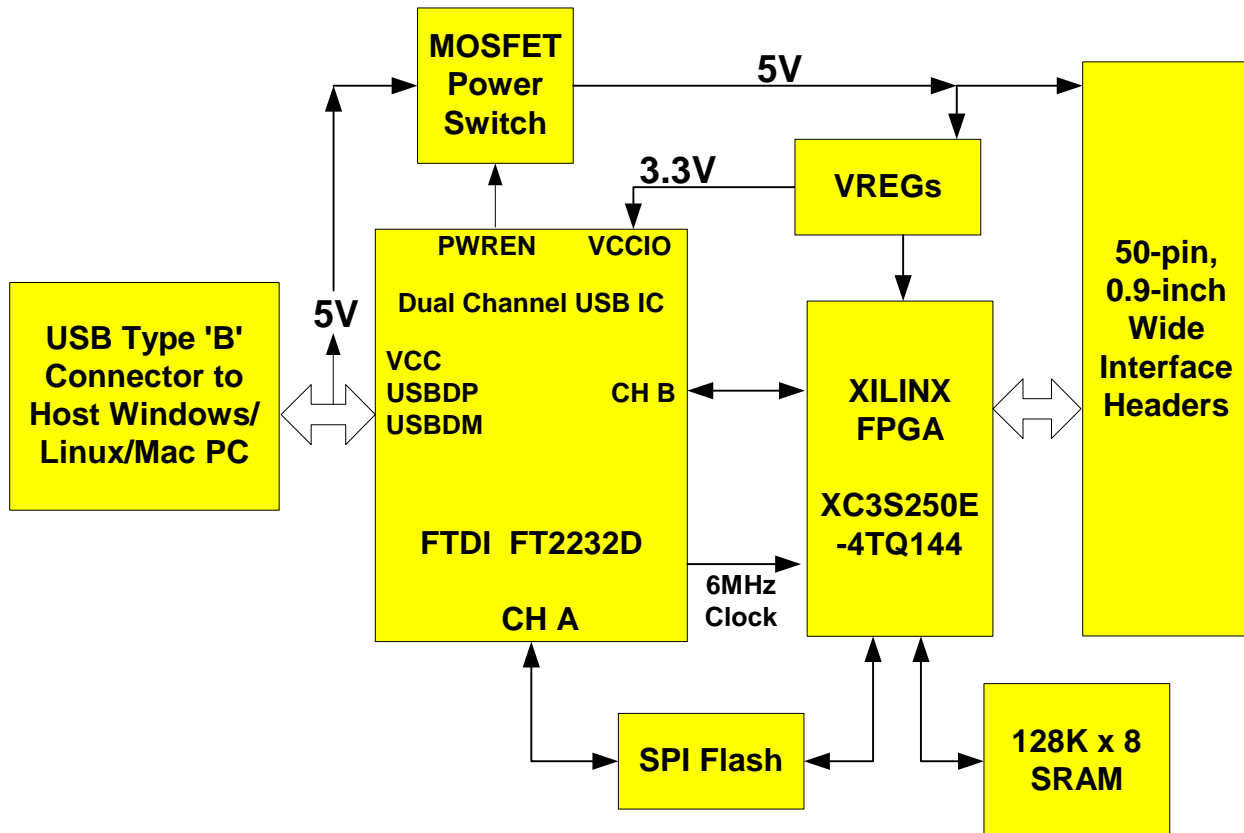 MOSFET
Power
Switch
5V
3.3V
VREGs
5V
USB Type 'B'
Connector to
Host Windows/
Linux/Mac PC
PWREN
VCCIO
Dual Channel USB IC
VCC
USBDP
USBDM
CH B
FTDI FT2232D
CH A
6MHz
Clock
XILINX
FPGA
XC3S250E
-4TQ144
50-pin,
0.9-inch
Wide
Interface
Headers
SPI Flash
128K x 8
SRAM